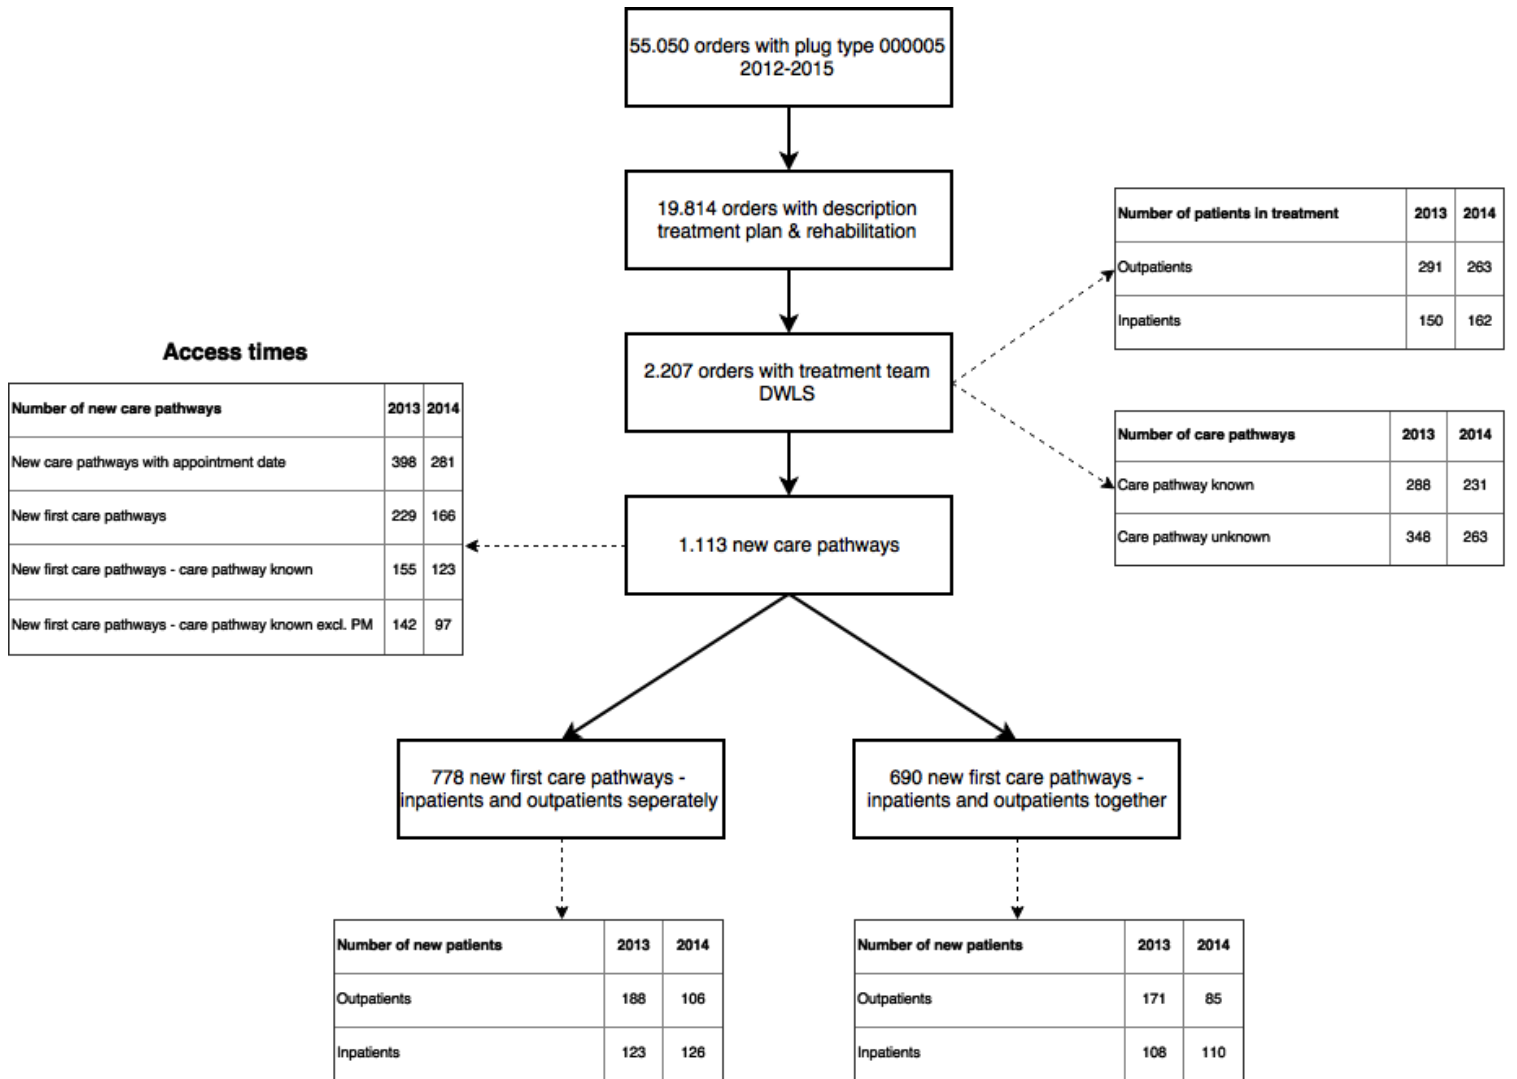 55.050 orders with plug type 000005
2012-2015
19.814 orders with description
treatment plan & rehabilitation
Number of patients in treatment 2013 2014
Outpatients 291 263
Inpatients 150 162
2.207 orders with treatment team
DWLS
Access times
Number of new care pathways 2013 2014
New care pathways with appointment date 398 281
New first care pathways 229 166
New first care pathways - care pathway known 155 123
New first care pathways - care pathway known excl. PM 142 97
Number of care pathways 2013 2014
Care pathway known 288 231
Care pathway unknown 348 263
1.113 new care pathways
778 new first care pathways -
inpatients and outpatients seperately
690 new first care pathways -
inpatients and outpatients together
Number of new patients 2013 2014
Outpatients 188 106
Inpatients 123 126
Number of new patients 2013 2014
Outpatients 171 85
Inpatients 108 110